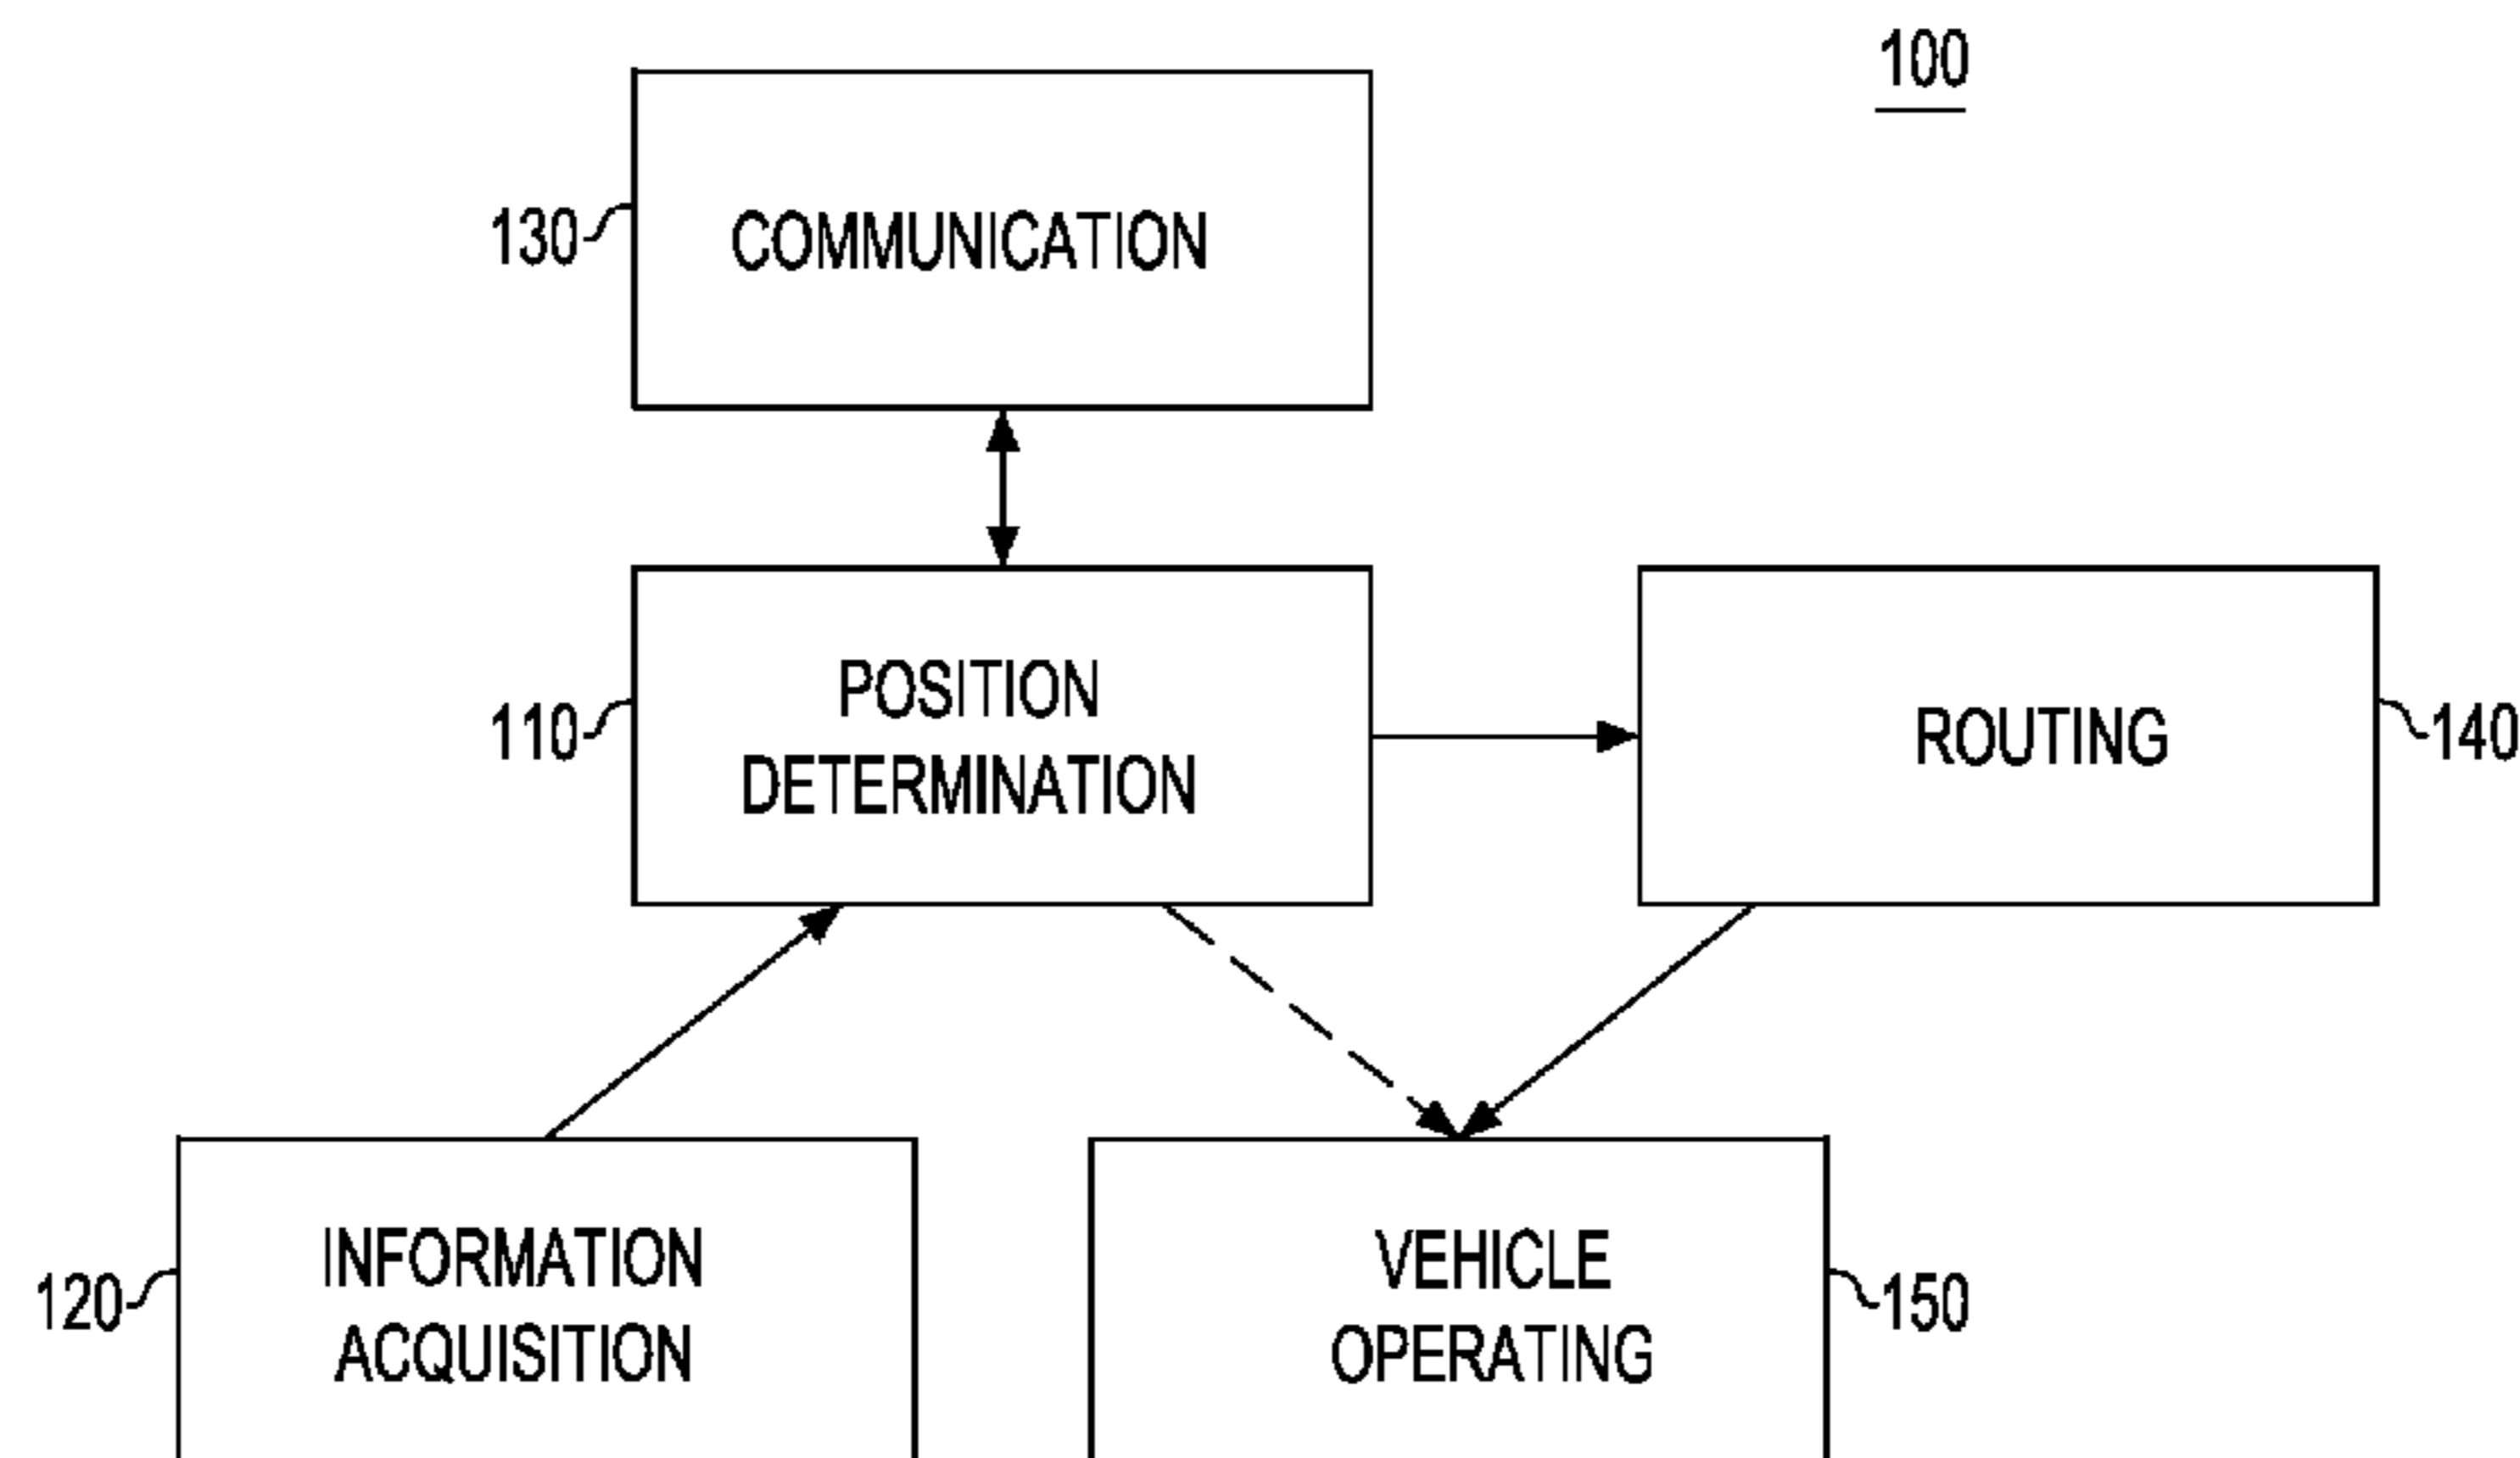 100
130
COMMUNICATION
110
POSITION
DETERMINATION
ROUTING
140
120
INFORMATION
ACQUISITION
VEHICLE
OPERATING
150